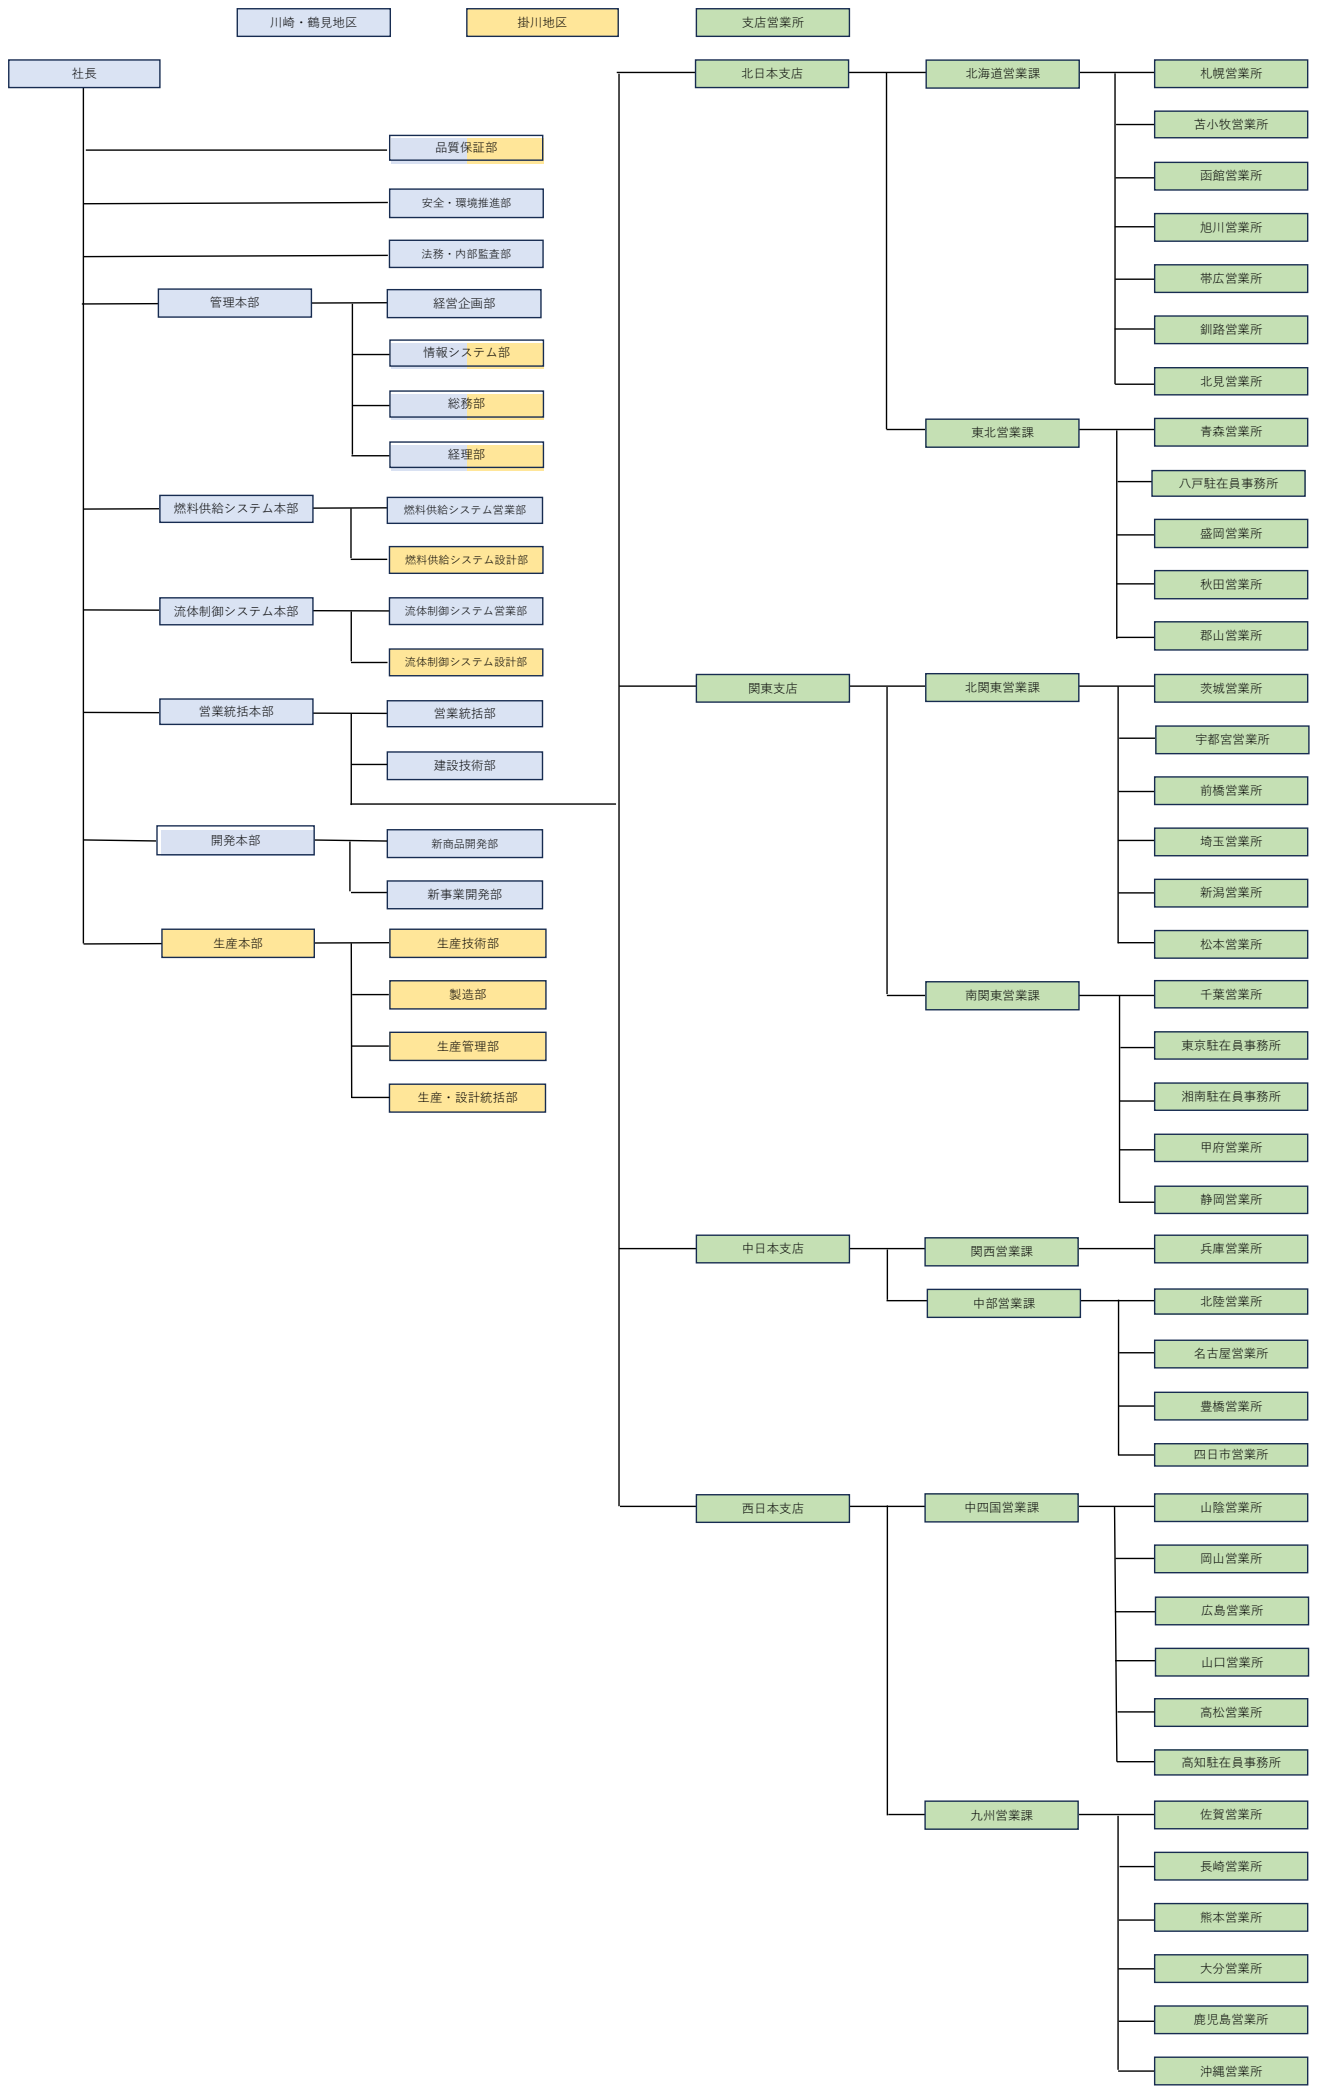 川崎・鶴見地区
掛川地区
支店営業所
社長
品質保証部
安全・環境推進部
法務・内部監査部
管理本部
経営企画部
情報システム部
総務部
経理部
燃料供給システム本部
燃料供給システム営業部
燃料供給システム設計部
流体制御システム本部
流体制御システム営業部
流体制御システム設計部
営業統括本部
営業統括部
建設技術部
開発本部
新商品開発部
新事業開発部
生産本部
生産技術部
製造部
生産管理部
生産・設計統括部
北日本支店
北海道営業課
札幌営業所
苫小牧営業所
函館営業所
旭川営業所
帯広営業所
釧路営業所
北見営業所
東北営業課
青森営業所
八戸駐在員事務所
盛岡営業所
秋田営業所
郡山営業所
関東支店
北関東営業課
茨城営業所
宇都宮営業所
前橋営業所
埼玉営業所
新潟営業所
松本営業所
南関東営業課
千葉営業所
東京駐在員事務所
湘南駐在員事務所
甲府営業所
静岡営業所
中日本支店
関西営業課
兵庫営業所
中部営業課
北陸営業所
名古屋営業所
豊橋営業所
四日市営業所
西日本支店
中四国営業課
山陰営業所
岡山営業所
広島営業所
山口営業所
高松営業所
高知駐在員事務所
九州営業課
佐賀営業所
長崎営業所
熊本営業所
大分営業所
鹿児島営業所
沖縄営業所